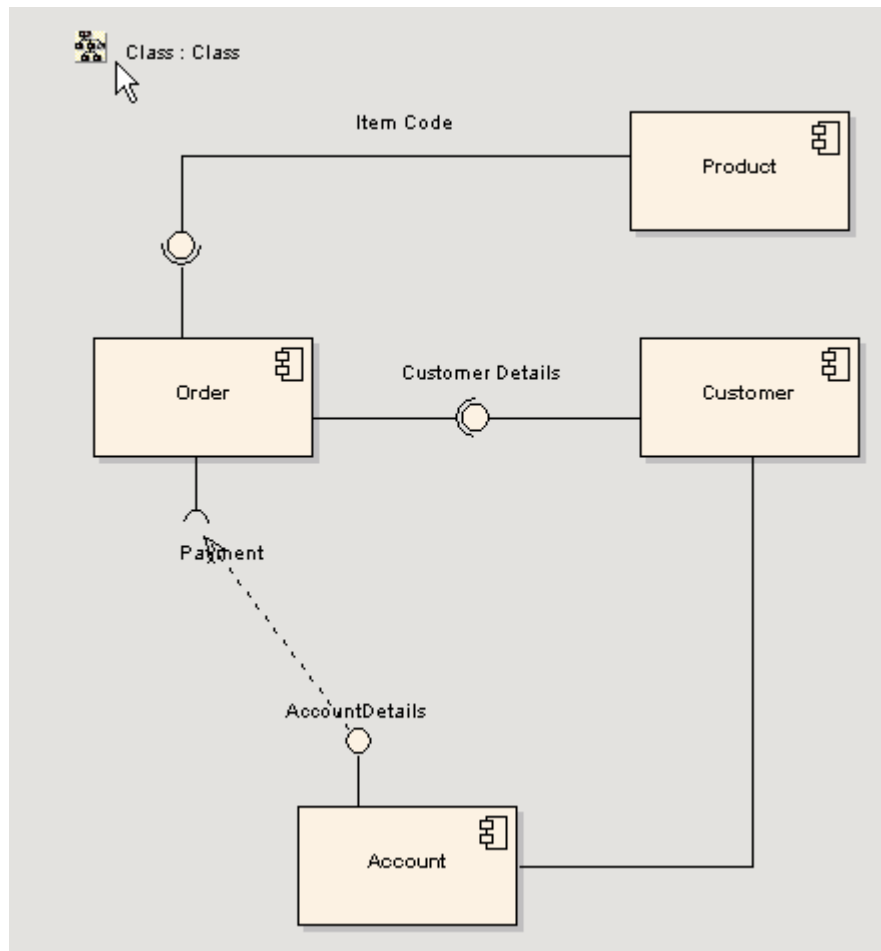 Class : Class
Item Code
Product
Order
Customer Details
Customer
Payment
AccountDetails
Account